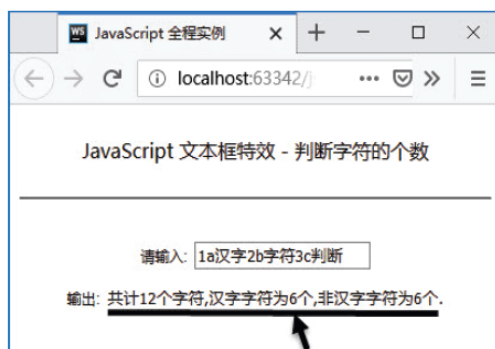 JavaScript 全程实例
localhost:63342/j
JavaScript 文本框特效 - 判断字符的个数
请输入: 1a汉字2b字符3c判断
输出: 共计12个字符,汉字字符为6个,非汉字字符为6个.